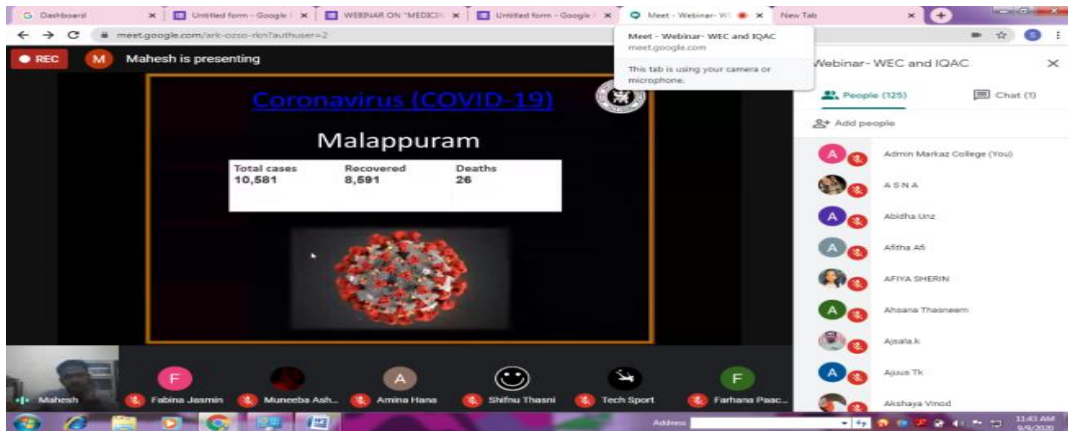 Dashboard
Untitled form - Google
WEBINAR ON "MEDICI
Untitled form - Google
Meet - Webinar- W
New Tab
Meet - Webinar- WEC and IQAC
meet.google.com
This tab is using your camera or
microphone.
REC
M
Mahesh is presenting
Coronavirus (COVID-19)
Malappuram
Total cases Recovered Deaths
10,581 8,591 26
Webinar- WEC and IQAC
People (125)
Chat (1)
Add people
A
Admin Markaz College (You)
A S N A
A
Abidha Unz
A
Afitha Afi
AFIYA SHERIN
A
Ahsana Thasneem
Ajsala.k
A
Ajuus Tk
Akshaya Vinod
Mahesh
F
Fabina Jasmin
Muneeba Ash...
A
Amina Hana
Shifnu Thasni
Tech Sport
F
Farhana Paac...
Address
11:43 AM
9/9/2020